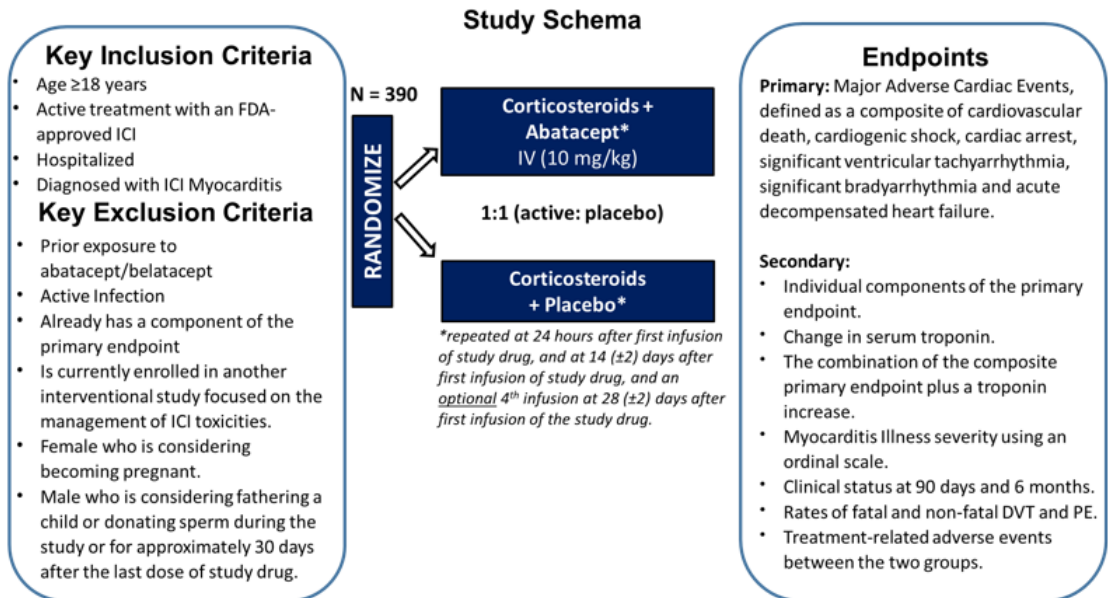 Study Schema
Key Inclusion Criteria
• Age ≥18 years
• Active treatment with an FDA-
approved ICI
• Hospitalized
• Diagnosed with ICI Myocarditis
Key Exclusion Criteria
• Prior exposure to
abatacept/belatacept
• Active Infection
• Already has a component of the
primary endpoint
• Is currently enrolled in another
interventional study focused on the
management of ICI toxicities.
• Female who is considering
becoming pregnant.
• Male who is considering fathering a
child or donating sperm during the
study or for approximately 30 days
after the last dose of study drug.
N = 390
RANDOMIZE
Corticosteroids +
Abatacept*
IV (10 mg/kg)
1:1 (active: placebo)
Corticosteroids
+ Placebo*
*repeated at 24 hours after first infusion
of study drug, and at 14 (±2) days after
first infusion of study drug, and an
optional 4th infusion at 28 (±2) days after
first infusion of the study drug.
Endpoints
Primary: Major Adverse Cardiac Events,
defined as a composite of cardiovascular
death, cardiogenic shock, cardiac arrest,
significant ventricular tachyarrhythmia,
significant bradyarrhythmia and acute
decompensated heart failure.
Secondary:
• Individual components of the primary
endpoint.
• Change in serum troponin.
• The combination of the composite
primary endpoint plus a troponin
increase.
• Myocarditis Illness severity using an
ordinal scale.
• Clinical status at 90 days and 6 months.
• Rates of fatal and non-fatal DVT and PE.
• Treatment-related adverse events
between the two groups.